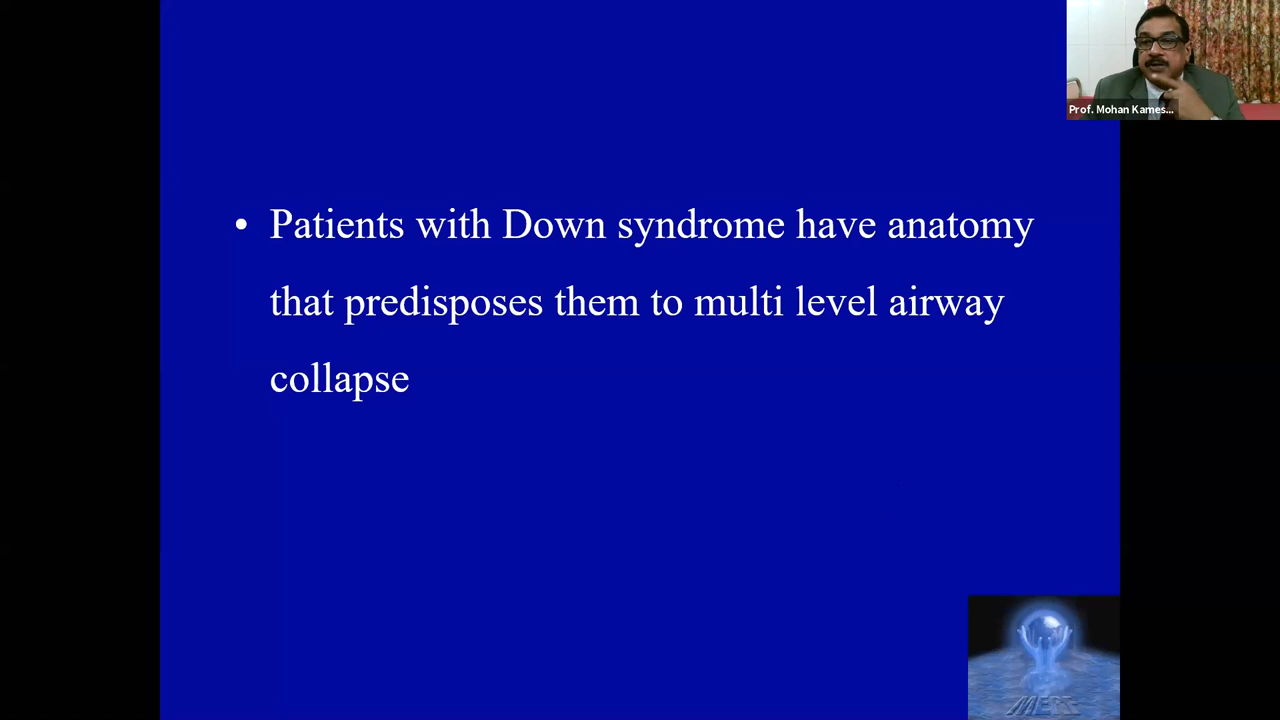 Prof. Mohan Kames...
• Patients with Down syndrome have anatomy
that predisposes them to multi level airway
collapse